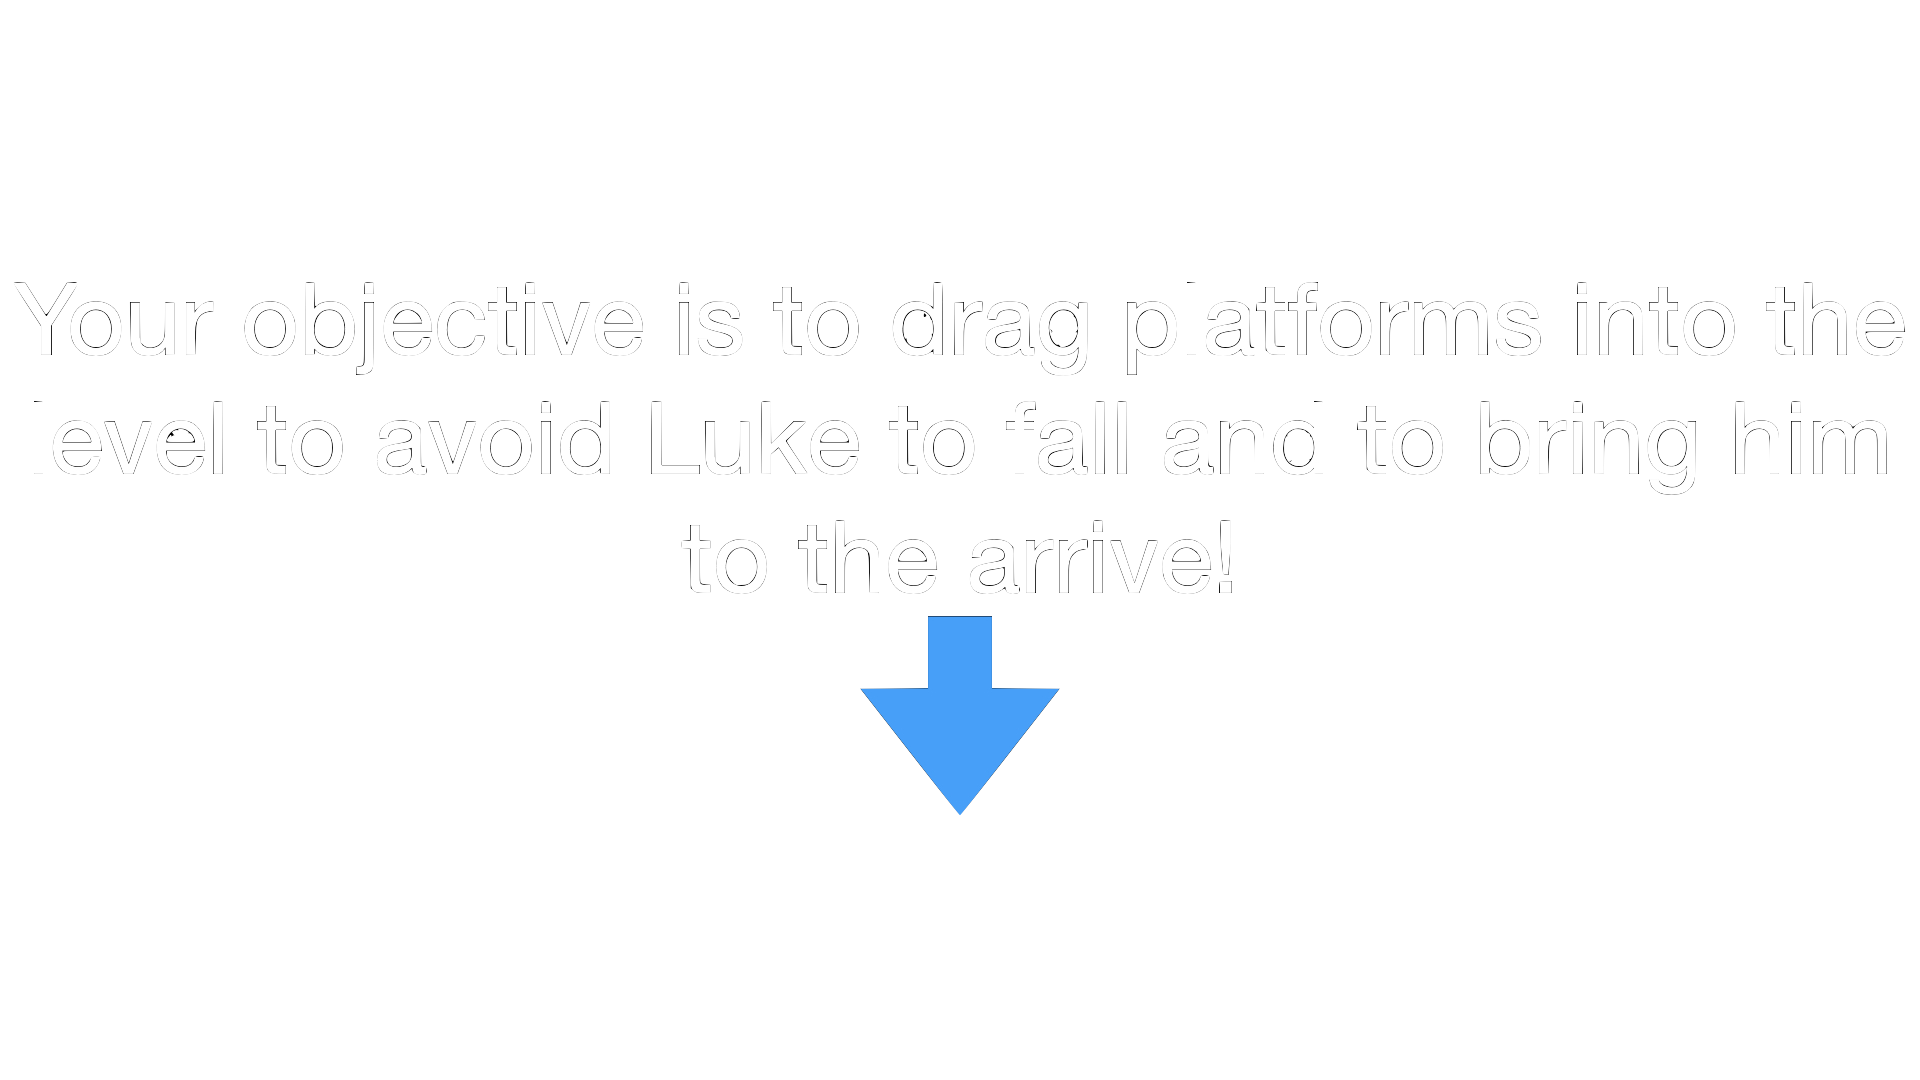 Your objective is to drag platforms into the
level to avoid Luke to fall and to bring him
to the arrive!